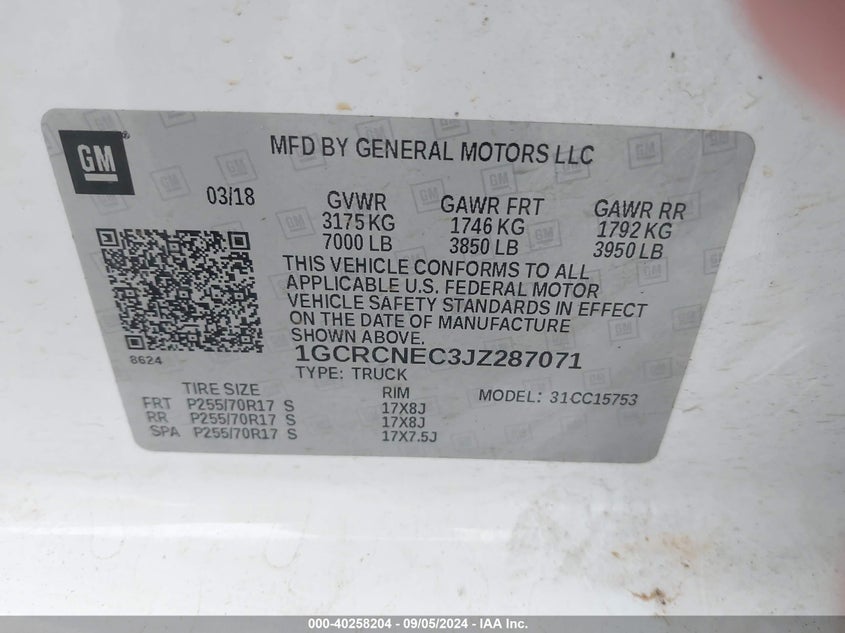 GM
MFD BY GENERAL MOTORS LLC
03/18
GVWR
3175 KG
7000 LB
GAWR FRT
1746 KG
3850 LB
GAWR RR
1792 KG
3950 LB
THIS VEHICLE CONFORMS TO ALL
APPLICABLE U.S. FEDERAL MOTOR
VEHICLE SAFETY STANDARDS IN EFFECT
ON THE DATE OF MANUFACTURE
SHOWN ABOVE.
8624
1GCRCNEC3JZ287071
TYPE: TRUCK
MODEL: 31CC15753
TIRE SIZE RIM
FRT P255/70R17 S 17X8J
RR P255/70R17 S 17X8J
SPA P255/70R17 S 17X7.5J
000-40258204 - 09/05/2024 - IAA Inc.